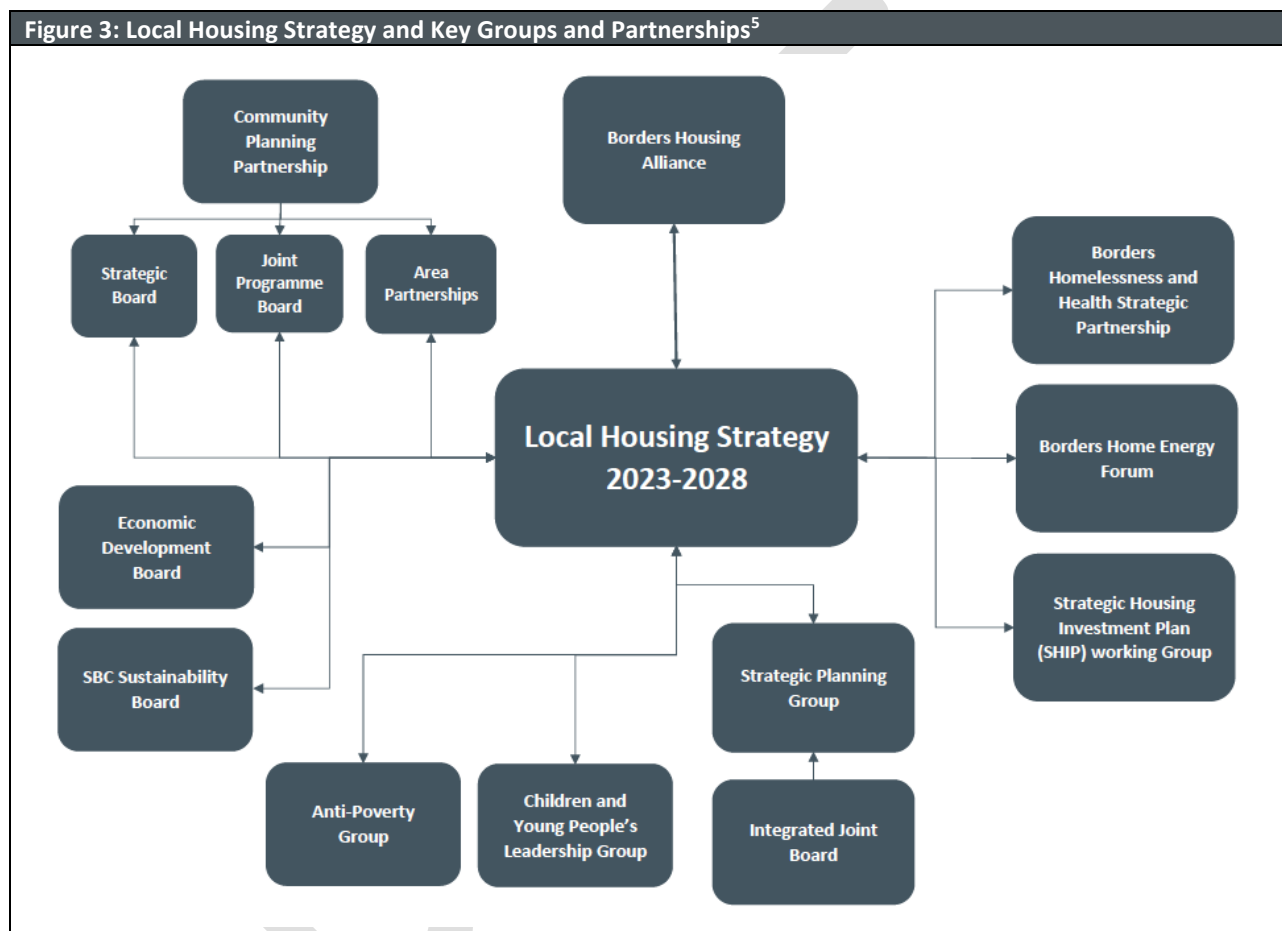 Figure 3: Local Housing Strategy and Key Groups and Partnerships5
Community
Planning
Partnership
Borders Housing
Alliance
Strategic
Board
Joint
Programme
Board
Area
Partnerships
Borders
Homelessness and
Health Strategic
Partnership
Local Housing Strategy
2023-2028
Borders Home Energy
Forum
Economic
Development
Board
Strategic Housing
Investment Plan
(SHIP) working Group
SBC Sustainability
Board
Strategic Planning
Group
Anti-Poverty
Group
Children and
Young People’s
Leadership Group
Integrated Joint
Board